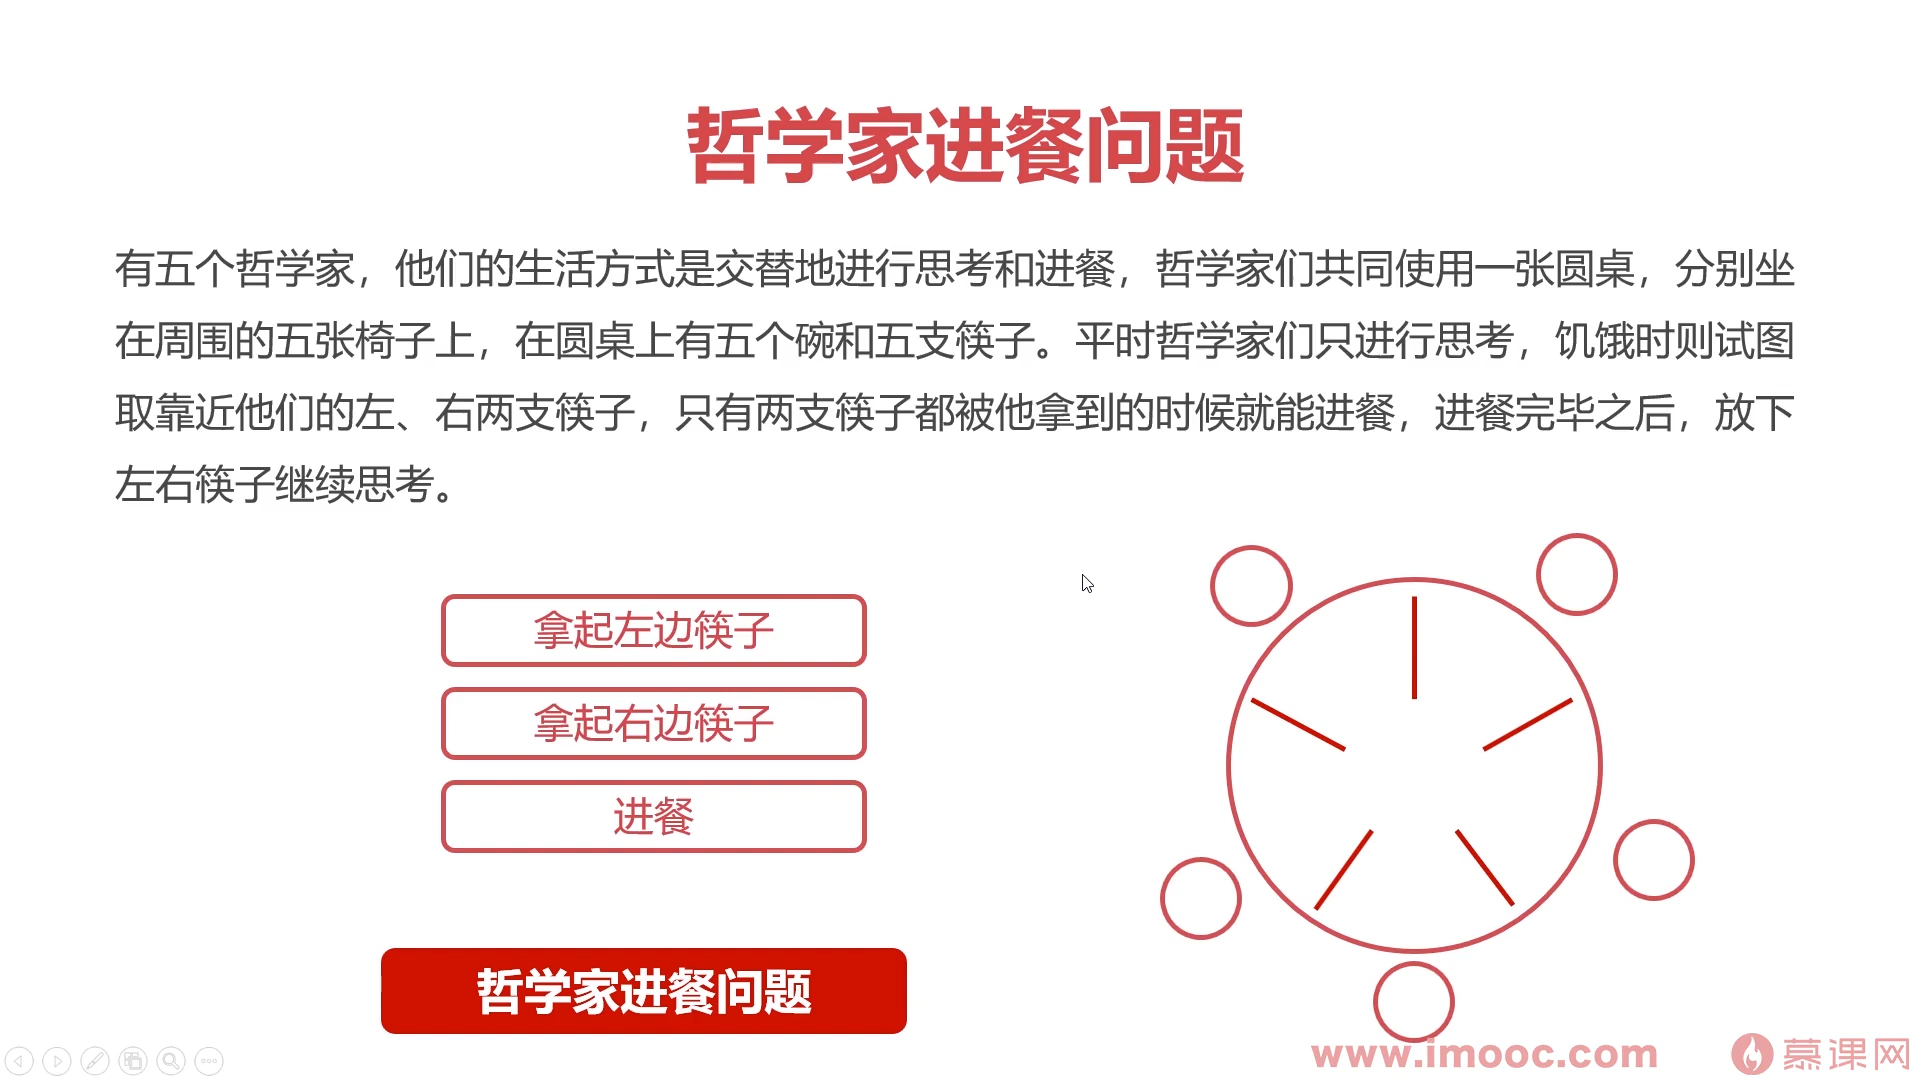 哲学家进餐问题
有五个哲学家，他们的生活方式是交替地进行思考和进餐，哲学家们共同使用一张圆桌，分别坐
在周围的五张椅子上，在圆桌上有五个碗和五支筷子。平时哲学家们只进行思考，饥饿时则试图
取靠近他们的左、右两支筷子，只有两支筷子都被他拿到的时候就能进餐，进餐完毕之后，放下
左右筷子继续思考。
拿起左边筷子
拿起右边筷子
进餐
哲学家进餐问题
www.imooc.com
慕课网